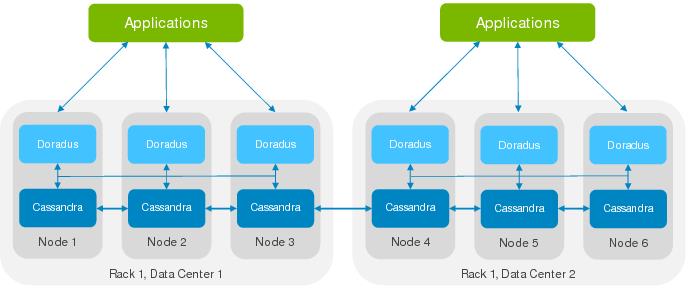 Applications
Applications
Doradus
Doradus
Doradus
Doradus
Doradus
Doradus
Cassandra
Cassandra
Cassandra
Cassandra
Cassandra
Cassandra
Node 1
Node 2
Node 3
Node 4
Node 5
Node 6
Rack 1, Data Center 1
Rack 1, Data Center 2